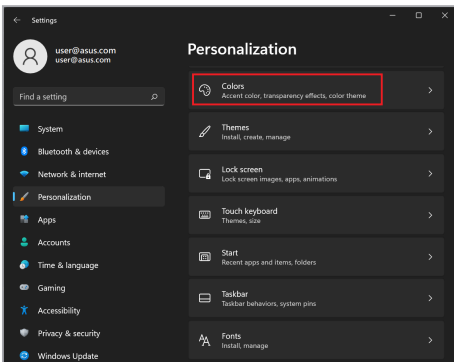 Settings
user@asus.com
user@asus.com
Find a setting
System
Bluetooth & devices
Network & internet
Personalization
Apps
Accounts
Time & language
Gaming
Accessibility
Privacy & security
Windows Update
Personalization
Colors
Accent color, transparency effects, color theme
Themes
Install, create, manage
Lock screen
Lock screen images, apps, animations
Touch keyboard
Themes, size
Start
Recent apps and items, folders
Taskbar
Taskbar behaviors, system pins
Fonts
Install, manage